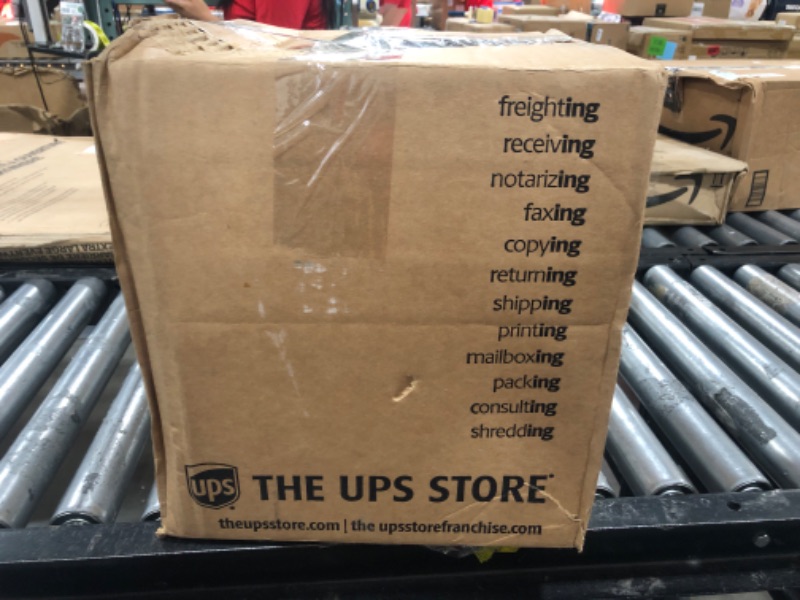 freighting
receiving
notarizing
faxing
copying
returning
shipping
printing
mailboxing
packing
consulting
shredding
ups THE UPS STORE
theupsstore.com | the upsstorefranchise.com